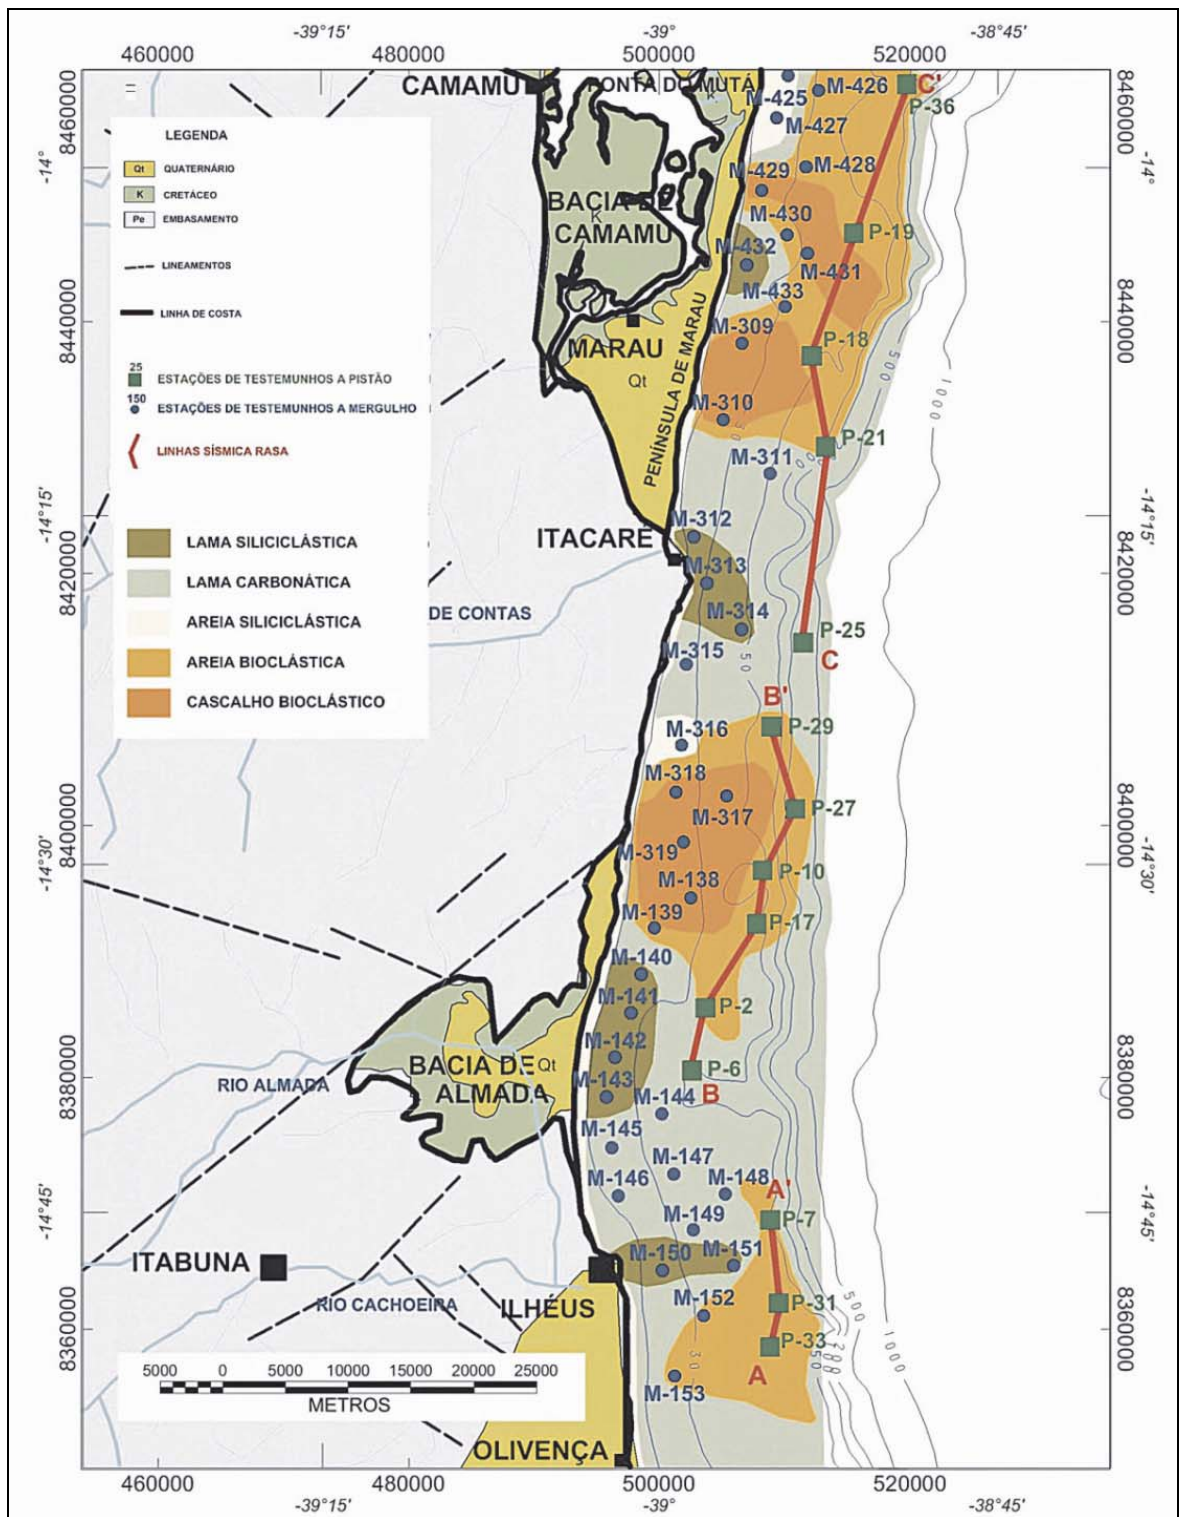 -39°15'
-39°
-38°45'
460000
480000
500000
520000
8460000
8440000
8420000
8400000
8380000
8360000
-14°
-14°15'
-14°30'
-14°45'
8460000
8440000
8420000
8400000
8380000
8360000
-14°
-14°15'
-14°30'
-14°45'
LEGENDA
Qt QUATERNÁRIO
K CRETÁCEO
Pe EMBASAMENTO
LINEAMENTOS
LINHA DE COSTA
25
ESTAÇÕES DE TESTEMUNHOS A PISTÃO
150
ESTAÇÕES DE TESTEMUNHOS A MERGULHO
LINHAS SÍSMICA RASA
LAMA SILICICLÁSTICA
LAMA CARBONÁTICA
AREIA SILICICLÁSTICA
AREIA BIOCLÁSTICA
CASCALHO BIOCLÁSTICO
CAMAMU
PONTA DO MUTÁ
K
BACIA DE
K
CAMAMU
MARAU
Qt
PENÍNSULA DE MARAU
ITACARÉ
DE CONTAS
BACIA DE
Qt
ALMADA
RIO ALMADA
ITABUNA
RIO CACHOEIRA
ILHÉUS
OLIVENÇA
C'
P-36
M-425
M-426
M-427
M-428
M-429
M-430
P-19
M-432
M-431
M-433
M-309
P-18
M-310
P-21
M-311
M-312
M-313
M-314
P-25
C
M-315
B'
M-316
P-29
M-318
M-317
P-27
M-319
P-10
M-138
M-139
P-17
M-140
M-141
P-2
M-142
P-6
M-143
B
M-144
M-145
M-147
M-146
M-148
A'
M-149
P-7
M-150
M-151
M-152
P-31
P-33
A
M-153
500
1000
30
50
500
1000
30
50
5000
0
5000
10000
15000
20000
25000
METROS
460000
480000
500000
520000
-39°15'
-39°
-38°45'